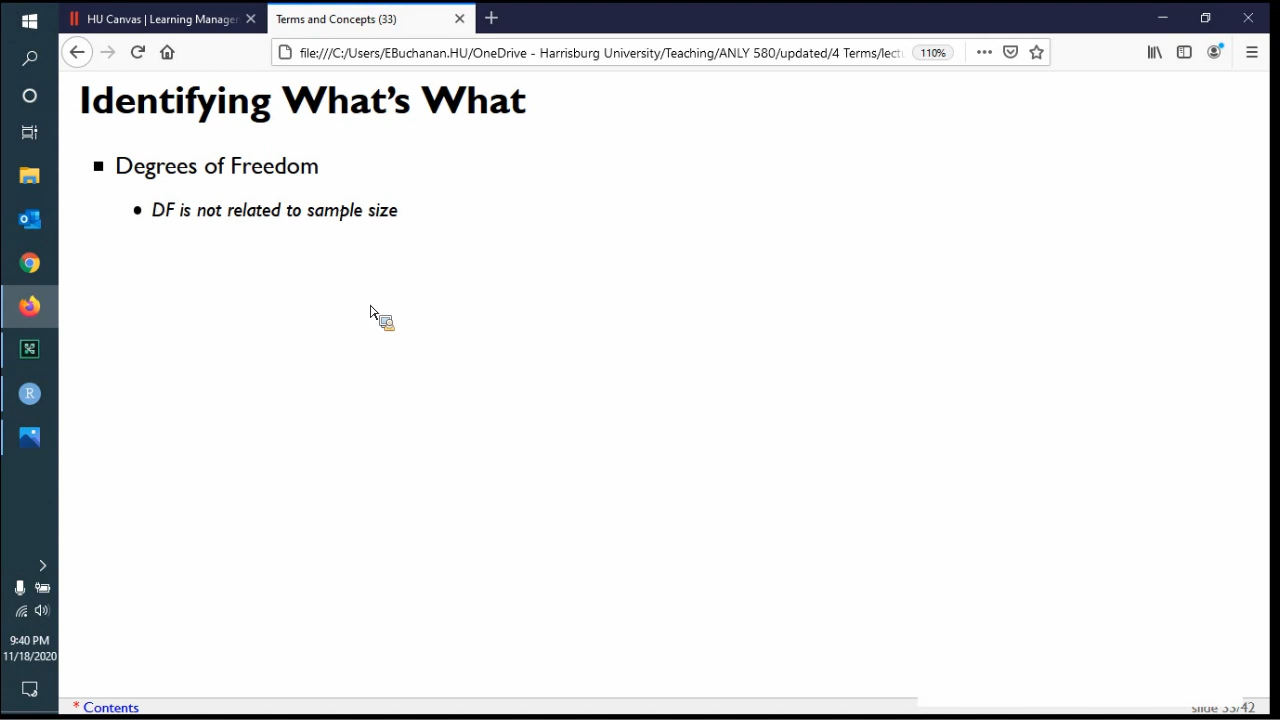 HU Canvas | Learning Manager
Terms and Concepts (33)
file:///C:/Users/EBuchanan.HU/OneDrive - Harrisburg University/Teaching/ANLY 580/updated/4 Terms/lectu
110%
Identifying What's What
Degrees of Freedom
DF is not related to sample size
R
9:40 PM
11/18/2020
* Contents
slide 33/42